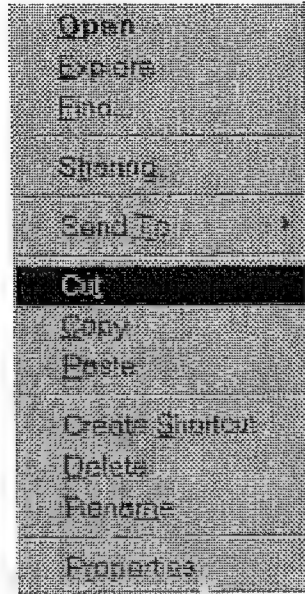 Open
Explore
Find...
Sharing...
Send To
Cut
Copy
Paste
Create Shortcut
Delete
Rename
Properties